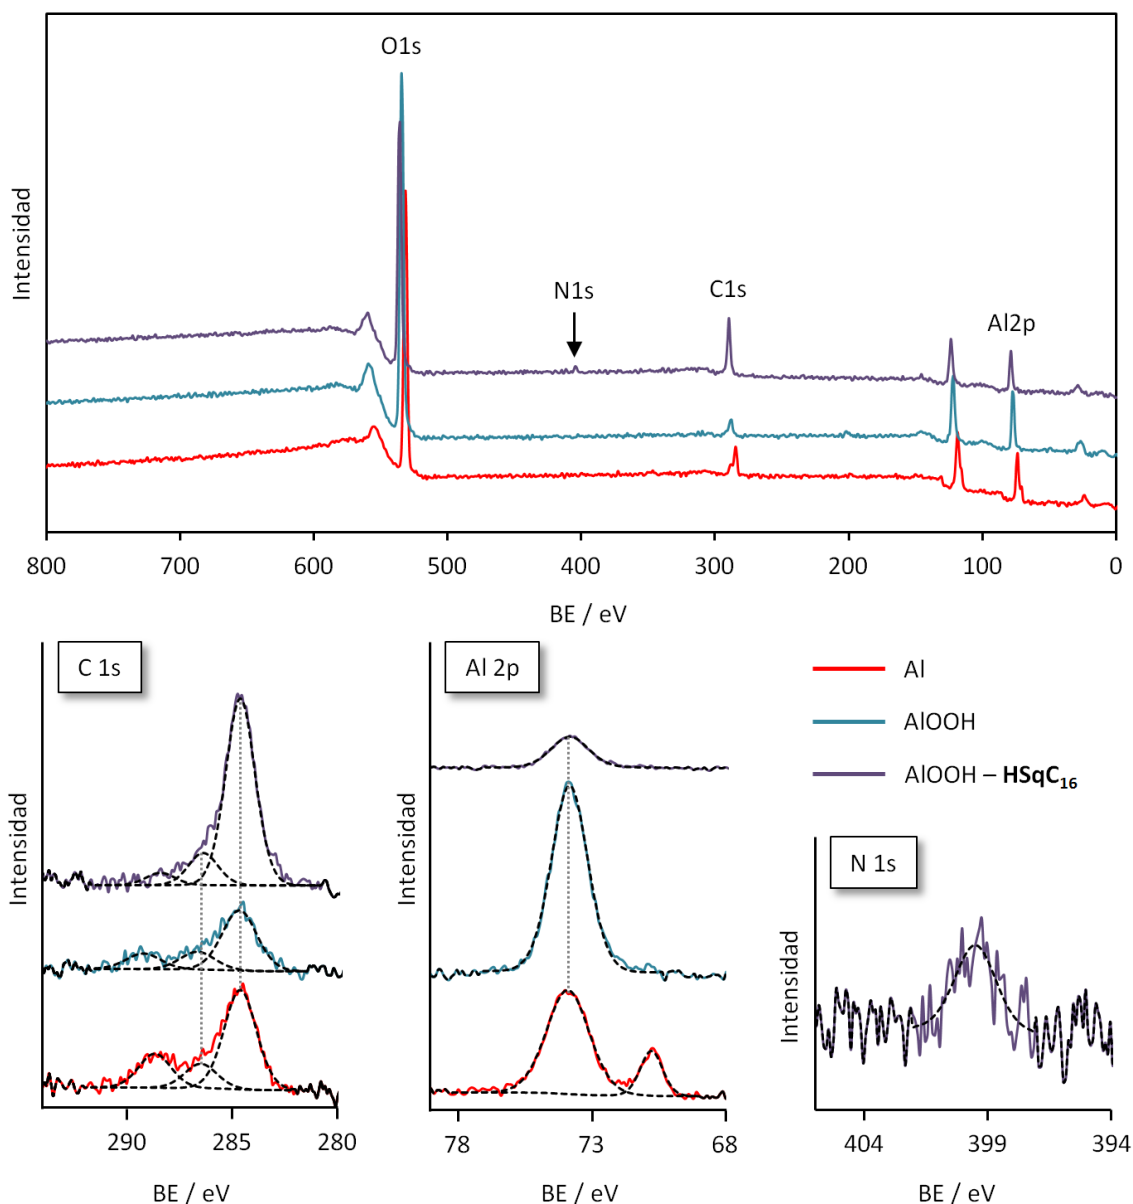 O1s
N1s
C1s
Al2p
Intensidad
800 700 600 500 400 300 200 100 0
BE / eV
C 1s
Intensidad
290 285 280
BE / eV
Al 2p
Intensidad
78 73 68
BE / eV
Al
AlOOH
AlOOH – HSqC₁₆
N 1s
Intensidad
404 399 394
BE / eV